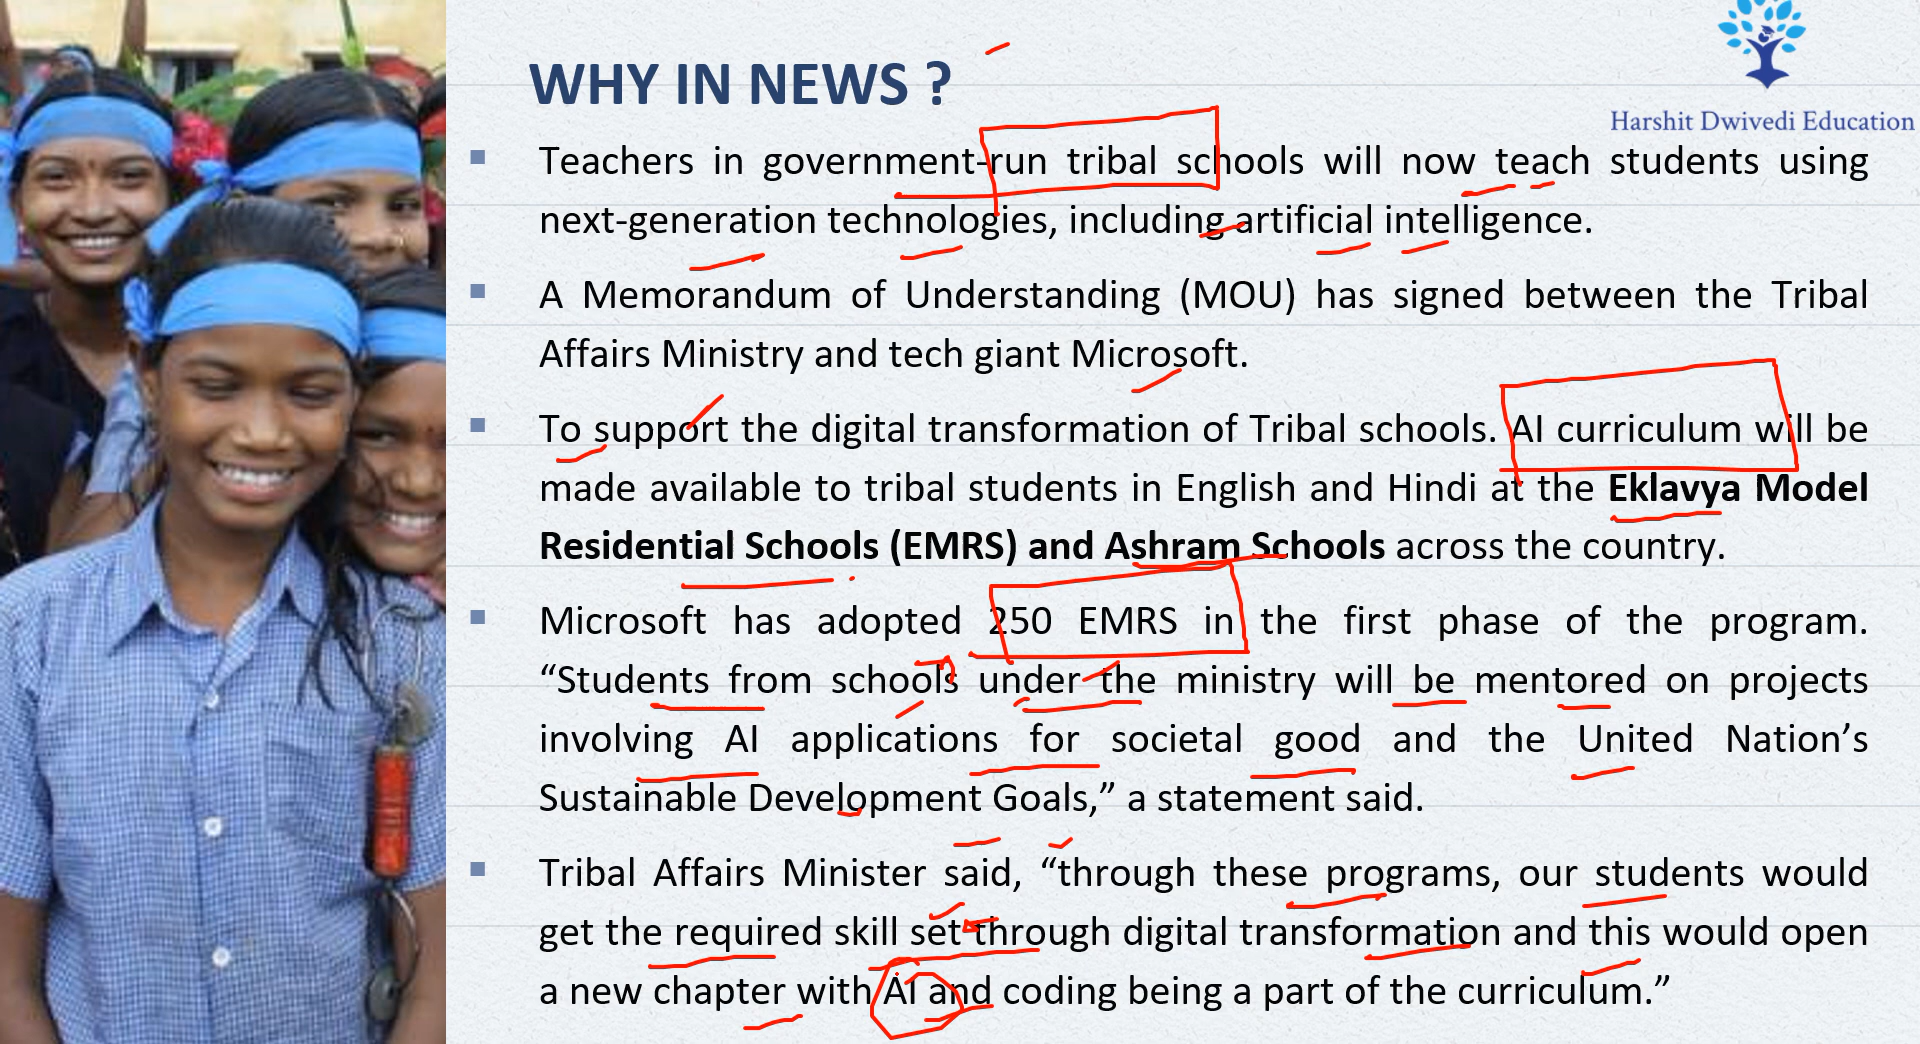 WHY IN NEWS ?
Harshit Dwivedi Education
Teachers in government-run tribal schools will now teach students using
next-generation technologies, including artificial intelligence.
A Memorandum of Understanding (MOU) has signed between the Tribal
Affairs Ministry and tech giant Microsoft.
To support the digital transformation of Tribal schools. AI curriculum will be
made available to tribal students in English and Hindi at the Eklavya Model
Residential Schools (EMRS) and Ashram Schools across the country.
Microsoft has adopted 250 EMRS in the first phase of the program.
“Students from schools under the ministry will be mentored on projects
involving AI applications for societal good and the United Nation’s
Sustainable Development Goals,” a statement said.
Tribal Affairs Minister said, “through these programs, our students would
get the required skill set through digital transformation and this would open
a new chapter with AI and coding being a part of the curriculum.”